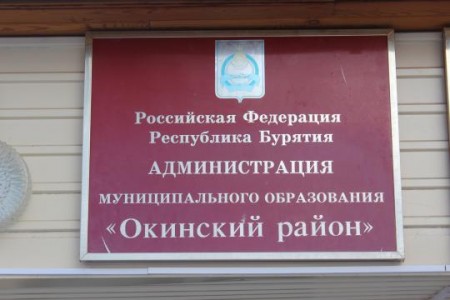 Российская Федерация
Республика Бурятия
АДМИНИСТРАЦИЯ
МУНИЦИПАЛЬНОГО ОБРАЗОВАНИЯ
«Окинский район»